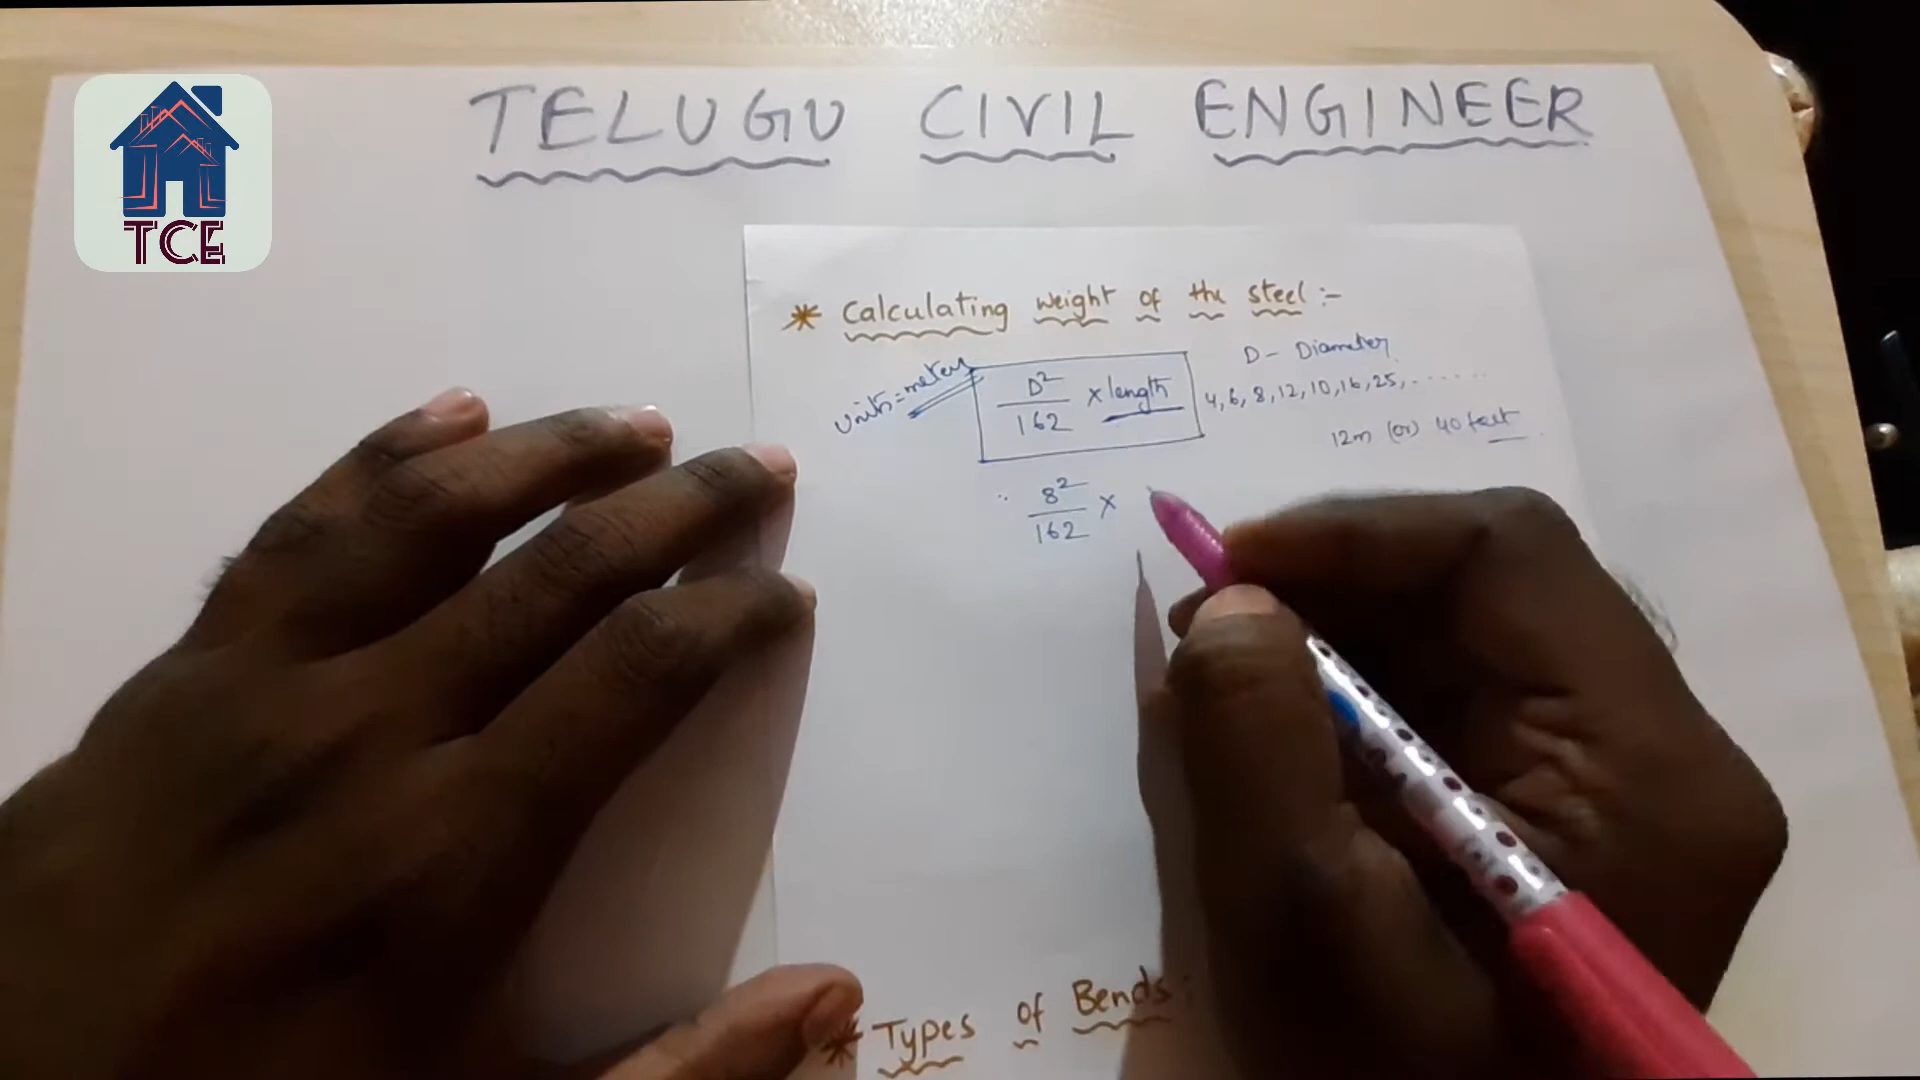 TELUGU CIVIL ENGINEER
TCE
* Calculating weight of the steel :-
units = meters
D²/162 × length
D - Diameter
4, 6, 8, 12, 10, 16, 25, ......
12m (or) 40 feet
∴ 8²/162 ×
* Types of Bends :